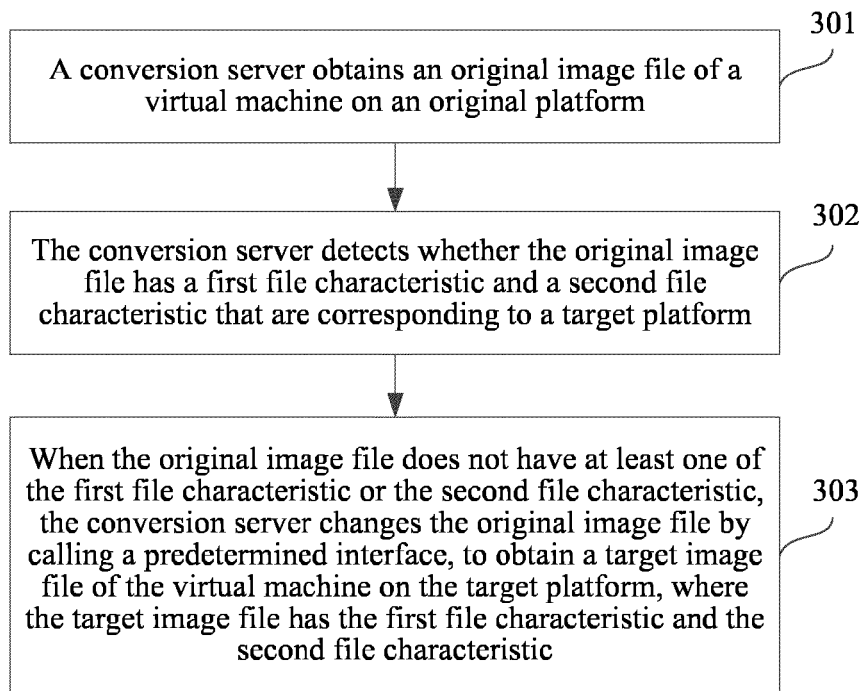 301
A conversion server obtains an original image file of a
virtual machine on an original platform
302
The conversion server detects whether the original image
file has a first file characteristic and a second file
characteristic that are corresponding to a target platform
303
When the original image file does not have at least one of
the first file characteristic or the second file characteristic,
the conversion server changes the original image file by
calling a predetermined interface, to obtain a target image
file of the virtual machine on the target platform, where
the target image file has the first file characteristic and the
second file characteristic